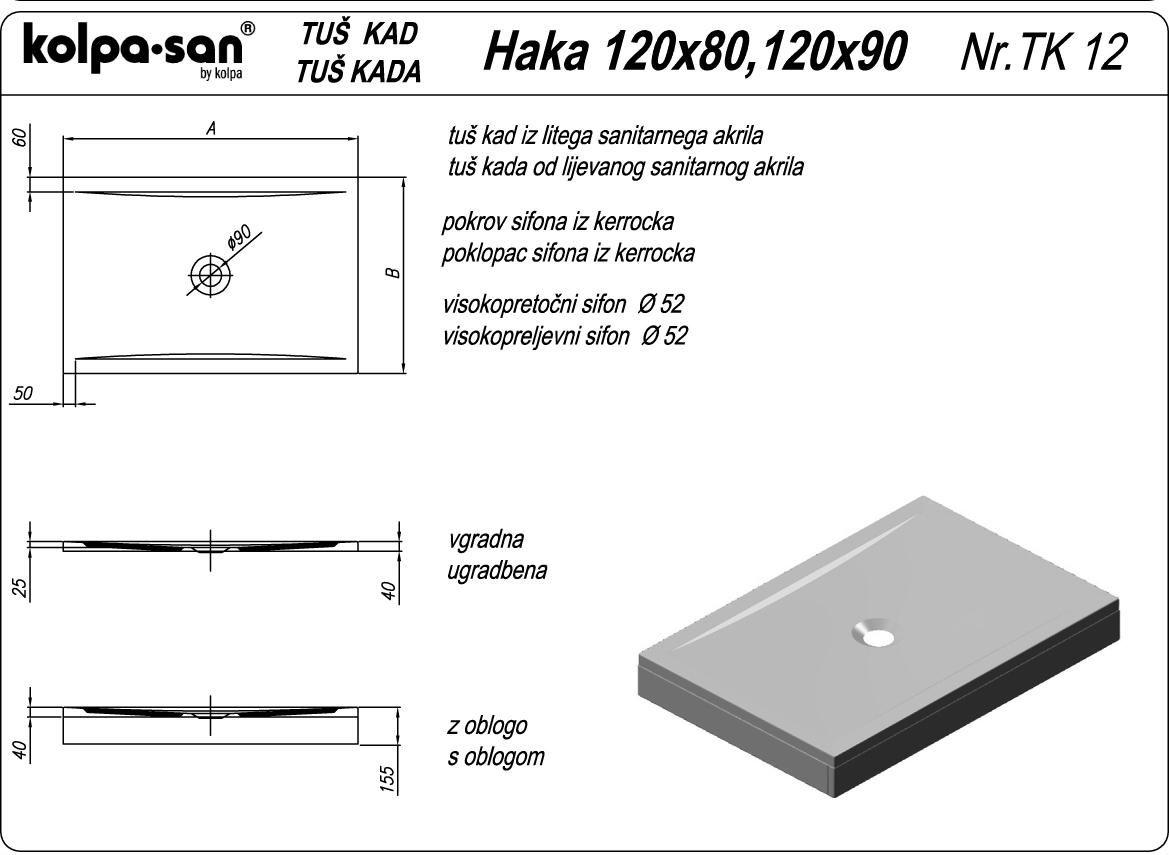 kolpa·san®
by kolpa
TUŠ KAD
TUŠ KADA
Haka 120x80,120x90
Nr.TK 12
60
A
tuš kad iz litega sanitarnega akrila
tuš kada od lijevanog sanitarnog akrila
ø90
B
pokrov sifona iz kerrocka
poklopac sifona iz kerrocka
visokopretočni sifon Ø 52
visokopreljevni sifon Ø 52
50
25
40
vgradna
ugradbena
40
155
z oblogo
s oblogom